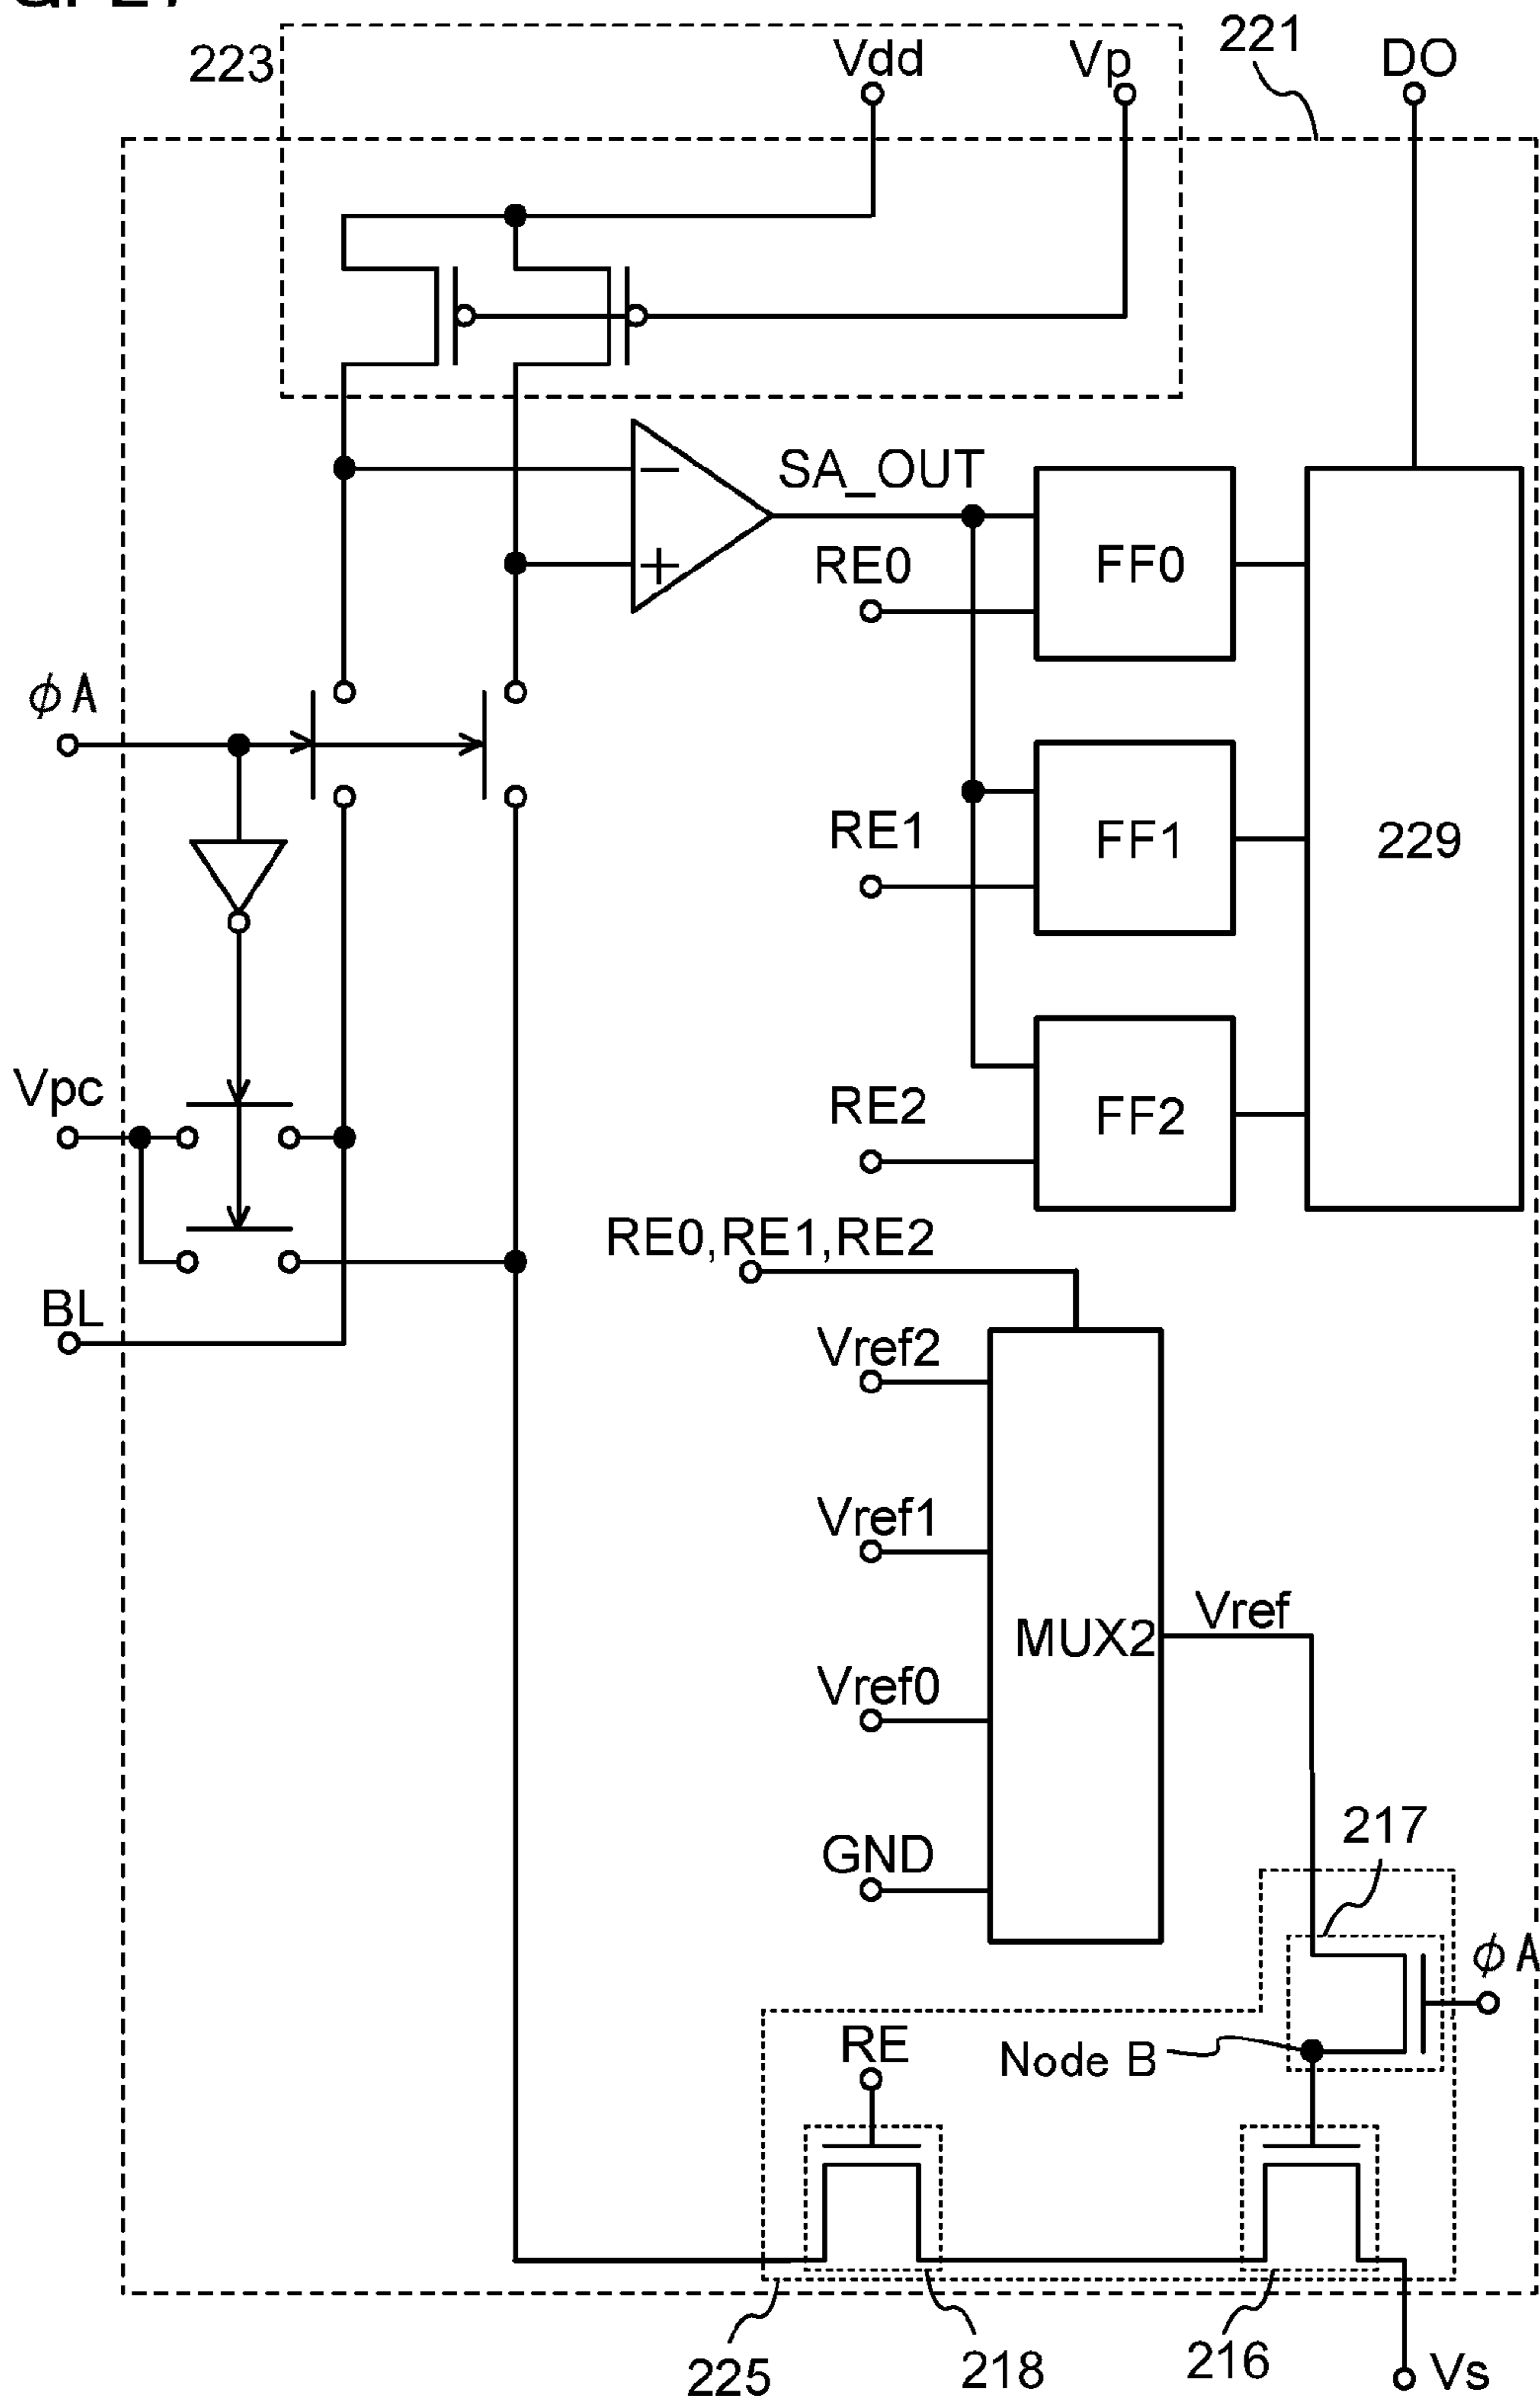 223
Vdd
Vp
221
DO
SA_OUT
RE0
FF0
φA
RE1
FF1
229
Vpc
RE2
FF2
BL
RE0,RE1,RE2
Vref2
Vref1
MUX2
Vref
Vref0
GND
217
φA
RE
Node B
225
218
216
Vs